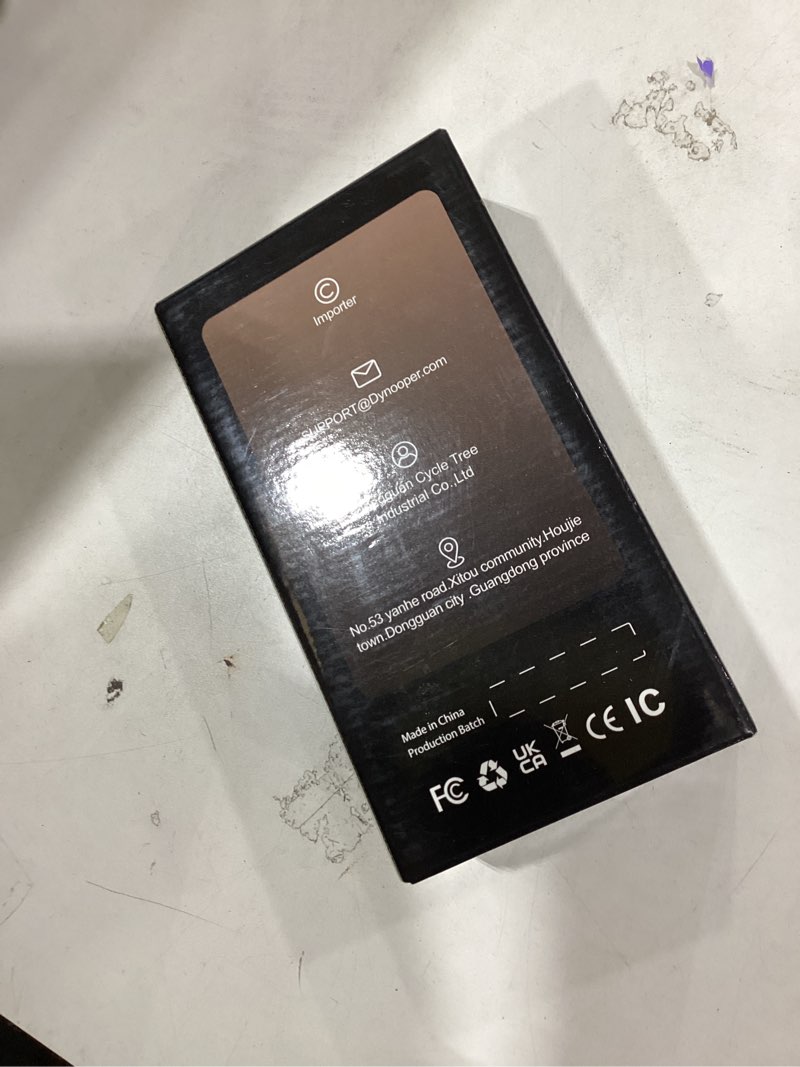 ©
Importer
SUPPORT@Dynooper.com
Cycle Tree
Industrial Co.,Ltd
No.53 yanhe road.Xitou community.Houjie
town.Dongguan city .Guangdong province
Made in China
Production Batch
FC UK CA CE IC